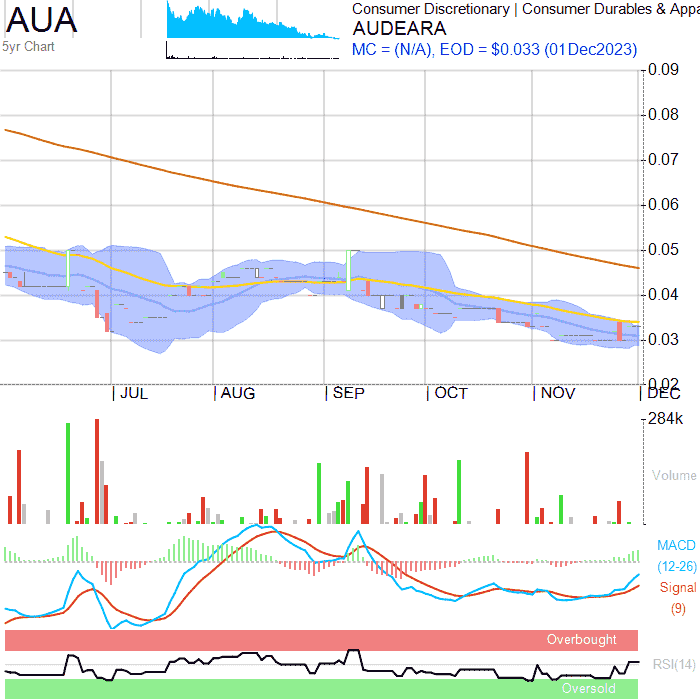 AUA
5yr Chart
Consumer Discretionary | Consumer Durables & Appa
AUDEARA
MC = (N/A), EOD = $0.033 (01Dec2023)
0.09
0.08
0.07
0.06
0.05
0.04
0.03
0.02
JUL AUG SEP OCT NOV DEC
284k
Volume
MACD
(12-26)
Signal
(9)
Overbought
RSI(14)
Oversold